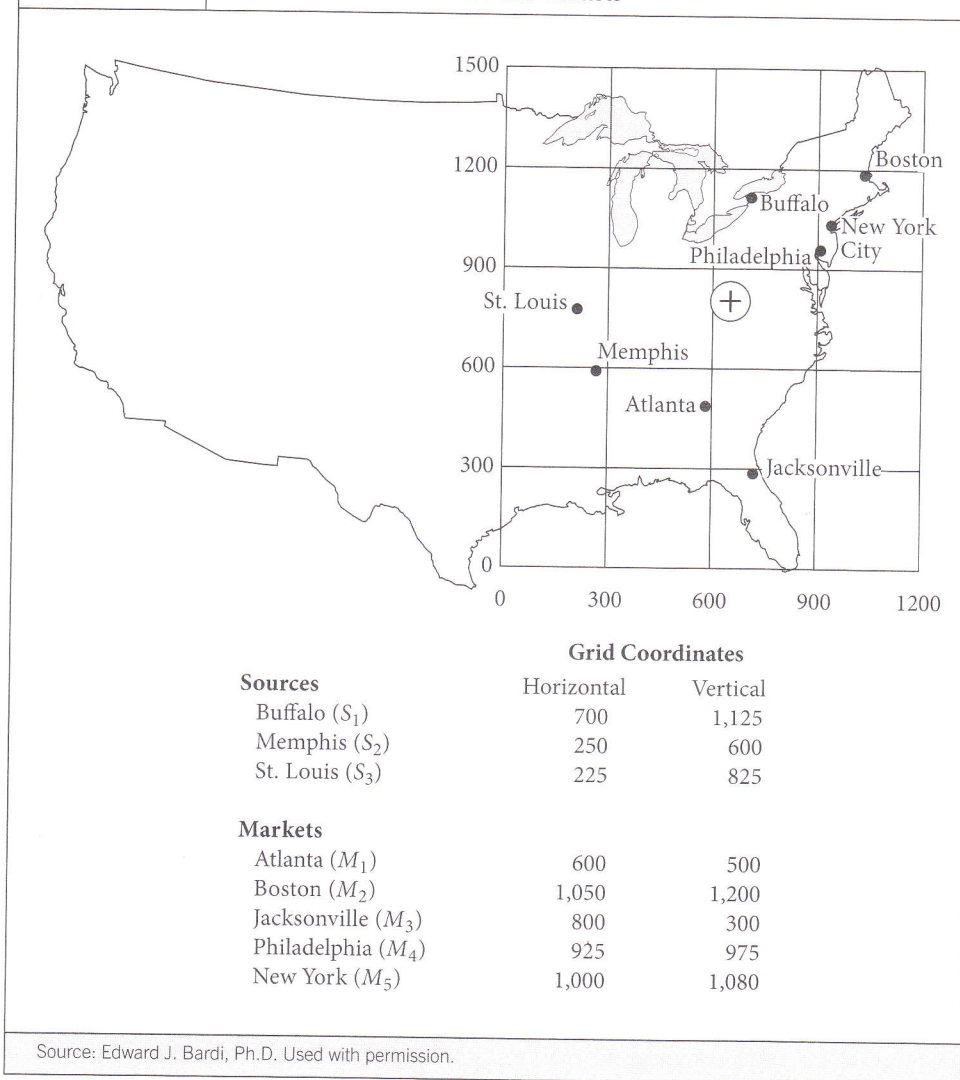 1500
1200
Boston
Buffalo
New York
City
Philadelphia
900
St. Louis
Memphis
600
Atlanta
300
Jacksonville
0
0 300 600 900 1200
Grid Coordinates
Sources Horizontal Vertical
Buffalo (S1) 700 1,125
Memphis (S2) 250 600
St. Louis (S3) 225 825
Markets
Atlanta (M1) 600 500
Boston (M2) 1,050 1,200
Jacksonville (M3) 800 300
Philadelphia (M4) 925 975
New York (M5) 1,000 1,080
Source: Edward J. Bardi, Ph.D. Used with permission.